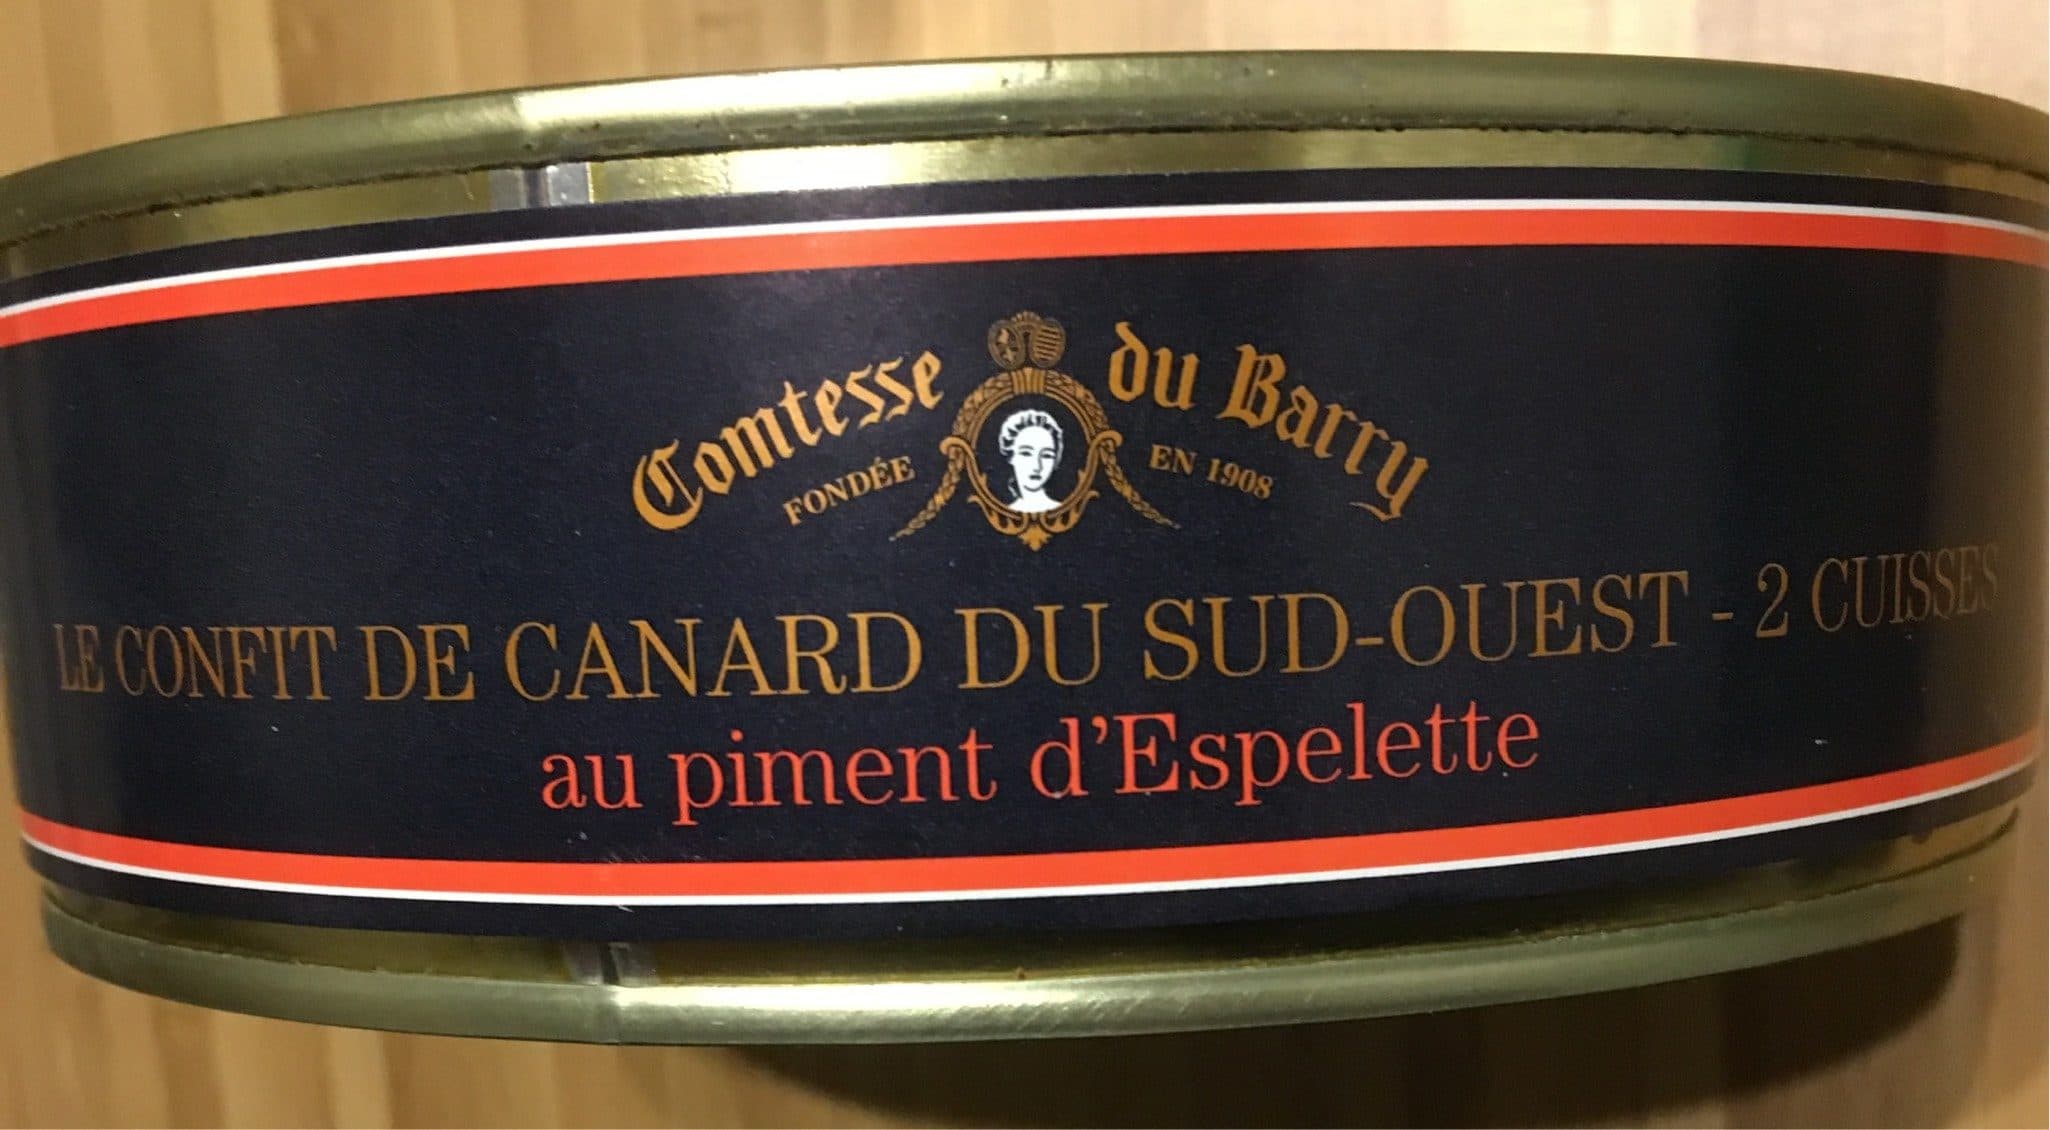 Comtesse du Barry
FONDÉE EN 1908
LE CONFIT DE CANARD DU SUD-OUEST - 2 CUISSES
au piment d'Espelette